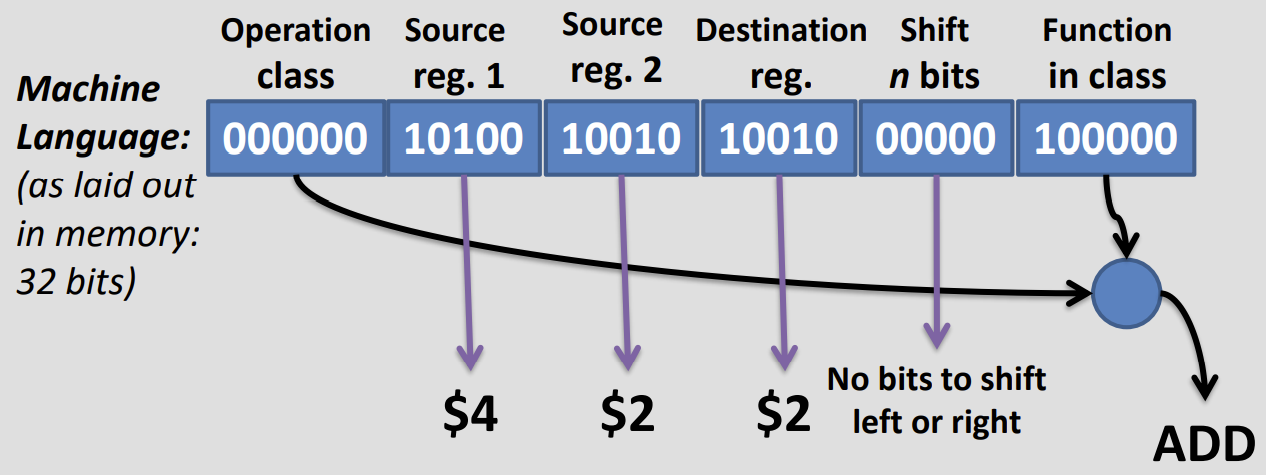 Operation class
Source reg. 1
Source reg. 2
Destination reg.
Shift n bits
Function in class
Machine Language:
(as laid out in memory: 32 bits)
000000 10100 10010 10010 00000 100000
$4 $2 $2
No bits to shift
left or right
ADD